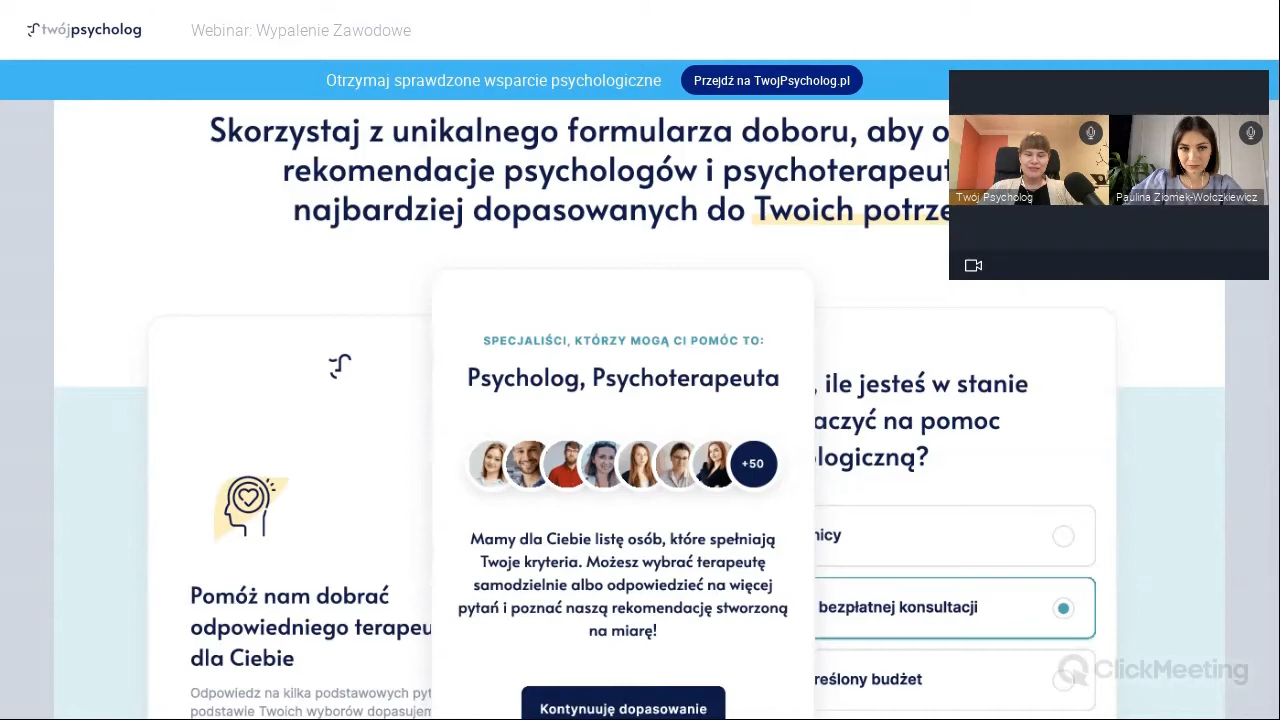 twójpsycholog
Webinar: Wypalenie Zawodowe
Otrzymaj sprawdzone wsparcie psychologiczne
Przejdź na TwojPsycholog.pl
Skorzystaj z unikalnego formularza doboru, aby o
rekomendacje psychologów i psychoterapeut
najbardziej dopasowanych do Twoich potrze
Twój Psycholog
Paulina Ziomek-Wołczkiewicz
SPECJALIŚCI, KTÓRZY MOGĄ CI POMÓC TO:
Psycholog, Psychoterapeuta
+50
Mamy dla Ciebie listę osób, które spełniają
Twoje kryteria. Możesz wybrać terapeutę
samodzielnie albo odpowiedzieć na więcej
pytań i poznać naszą rekomendację stworzoną
na miarę!
Kontynuuję dopasowanie
Pomóż nam dobrać
odpowiedniego terapeu
dla Ciebie
Odpowiedz na kilka podstawowych pyt
podstawie Twoich wyborów dopasujem
, ile jesteś w stanie
aczyć na pomoc
ologiczną?
nicy
bezpłatnej konsultacji
reślony budżet
ClickMeeting